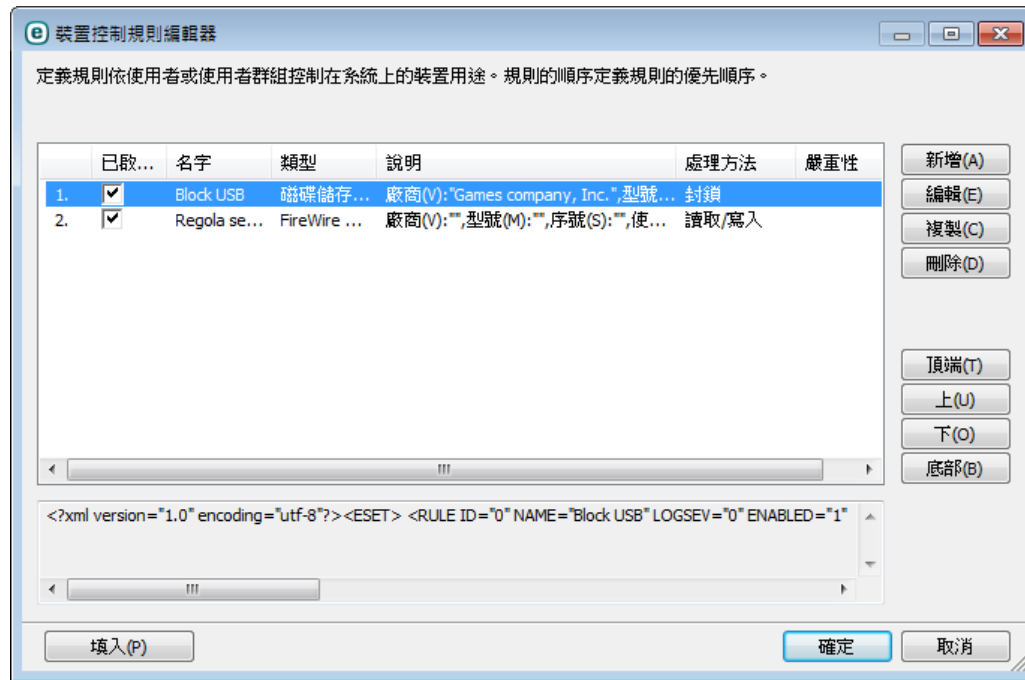 e 裝置控制規則編輯器
定義規則依使用者或使用者群組控制在系統上的裝置用途。規則的順序定義規則的優先順序。
已啟... 名字 類型 說明 處理方法 嚴重性
1. Block USB 磁碟儲存... 廠商(V):"Games company, Inc.",型號... 封鎖
2. Regola se... FireWire ... 廠商(V):"",型號(M):"",序號(S):"",使... 讀取/寫入
新增(A)
編輯(E)
複製(C)
刪除(D)
頂端(T)
上(U)
下(O)
底部(B)
<?xml version="1.0" encoding="utf-8"?><ESET> <RULE ID="0" NAME="Block USB" LOGSEV="0" ENABLED="1"
填入(P) 確定 取消